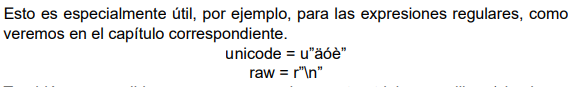 Esto es especialmente útil, por ejemplo, para las expresiones regulares, como
veremos en el capítulo correspondiente.
unicode = u”äóè”
raw = r”\n”